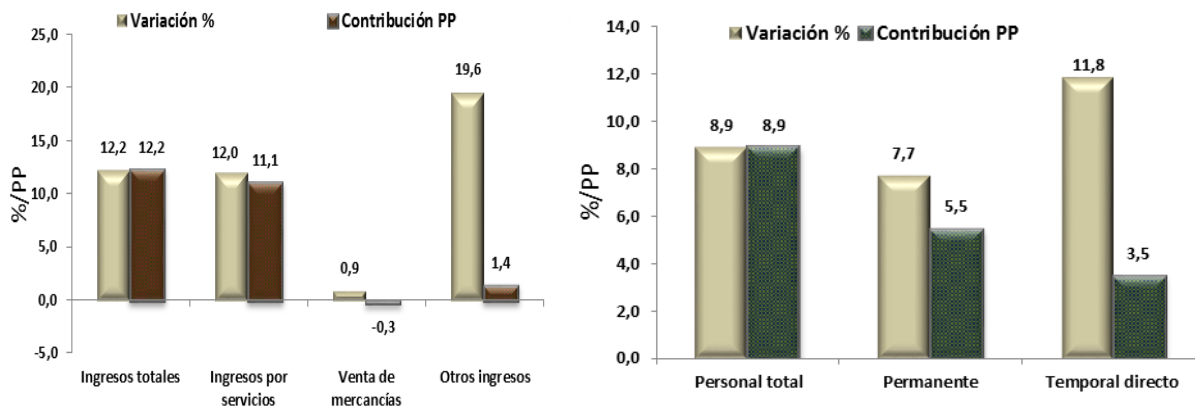 Variación %
Contribución PP
%/PP
25,0
20,0
15,0
10,0
5,0
0,0
-5,0
12,2
12,2
12,0
11,1
0,9
-0,3
19,6
1,4
Ingresos totales
Ingresos por
servicios
Venta de
mercancías
Otros ingresos
Variación %
Contribución PP
%/PP
14,0
12,0
10,0
8,0
6,0
4,0
2,0
0,0
8,9
8,9
7,7
5,5
11,8
3,5
Personal total
Permanente
Temporal directo